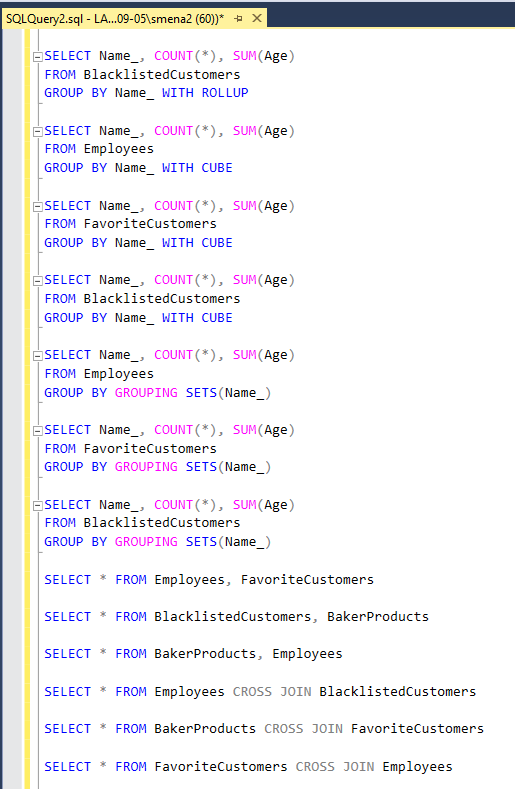 SQLQuery2.sql - LA...09-05\smena2 (60))*
SELECT Name_, COUNT(*), SUM(Age)
FROM BlacklistedCustomers
GROUP BY Name_ WITH ROLLUP
SELECT Name_, COUNT(*), SUM(Age)
FROM Employees
GROUP BY Name_ WITH CUBE
SELECT Name_, COUNT(*), SUM(Age)
FROM FavoriteCustomers
GROUP BY Name_ WITH CUBE
SELECT Name_, COUNT(*), SUM(Age)
FROM BlacklistedCustomers
GROUP BY Name_ WITH CUBE
SELECT Name_, COUNT(*), SUM(Age)
FROM Employees
GROUP BY GROUPING SETS(Name_)
SELECT Name_, COUNT(*), SUM(Age)
FROM FavoriteCustomers
GROUP BY GROUPING SETS(Name_)
SELECT Name_, COUNT(*), SUM(Age)
FROM BlacklistedCustomers
GROUP BY GROUPING SETS(Name_)
SELECT * FROM Employees, FavoriteCustomers
SELECT * FROM BlacklistedCustomers, BakerProducts
SELECT * FROM BakerProducts, Employees
SELECT * FROM Employees CROSS JOIN BlacklistedCustomers
SELECT * FROM BakerProducts CROSS JOIN FavoriteCustomers
SELECT * FROM FavoriteCustomers CROSS JOIN Employees